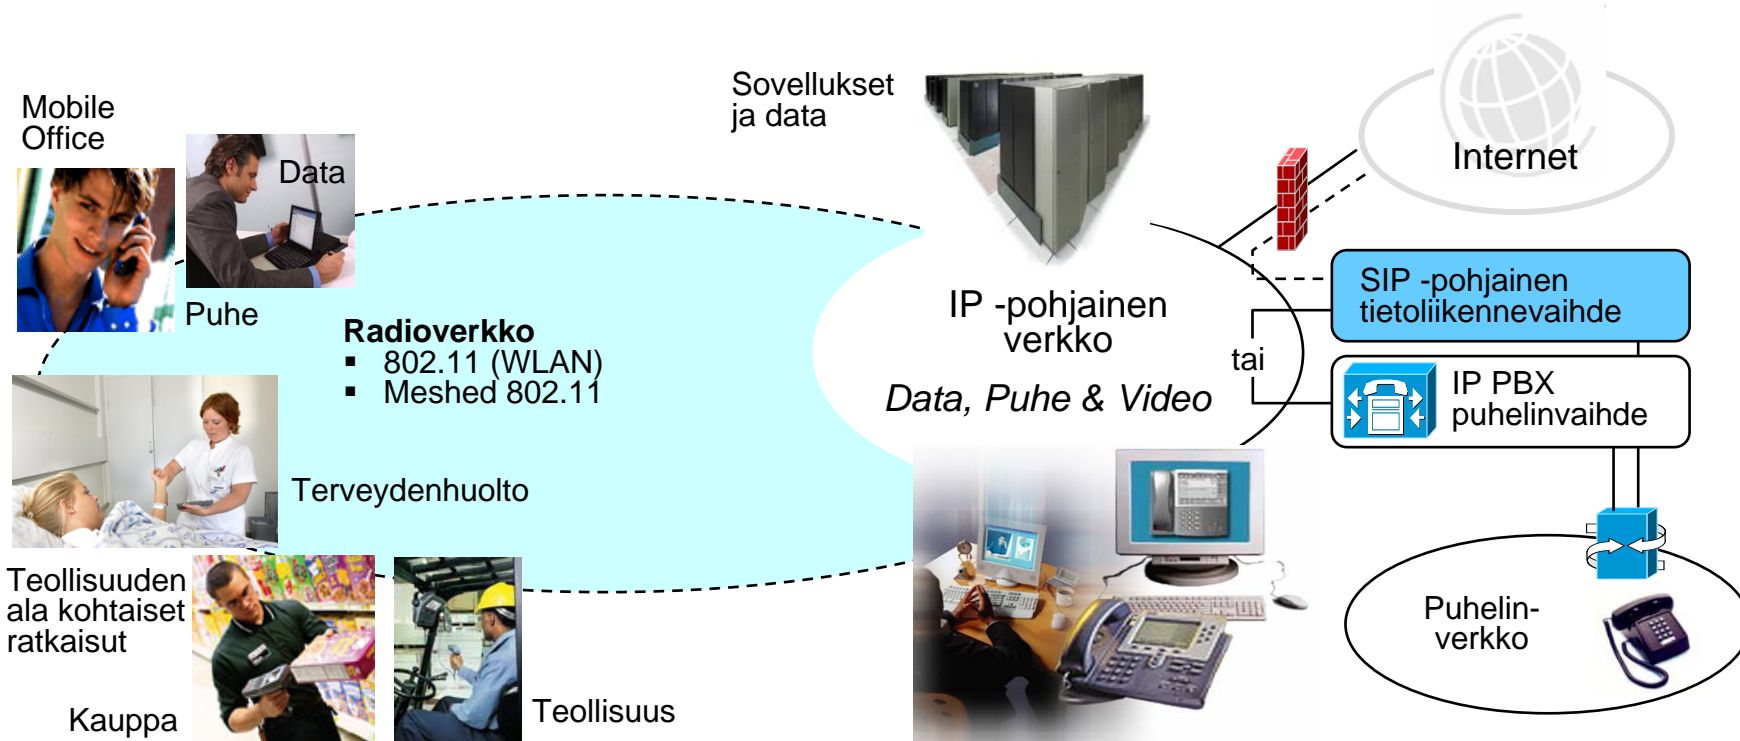 Mobile
Office
Data
Puhe
Radioverkko
▪ 802.11 (WLAN)
▪ Meshed 802.11
Terveydenhuolto
Teollisuuden
ala kohtaiset
ratkaisut
Kauppa
Teollisuus
Sovellukset
ja data
IP -pohjainen
verkko
Data, Puhe & Video
tai
Internet
SIP -pohjainen
tietoliikennevaihde
IP PBX
puhelinvaihde
Puhelin-
verkko